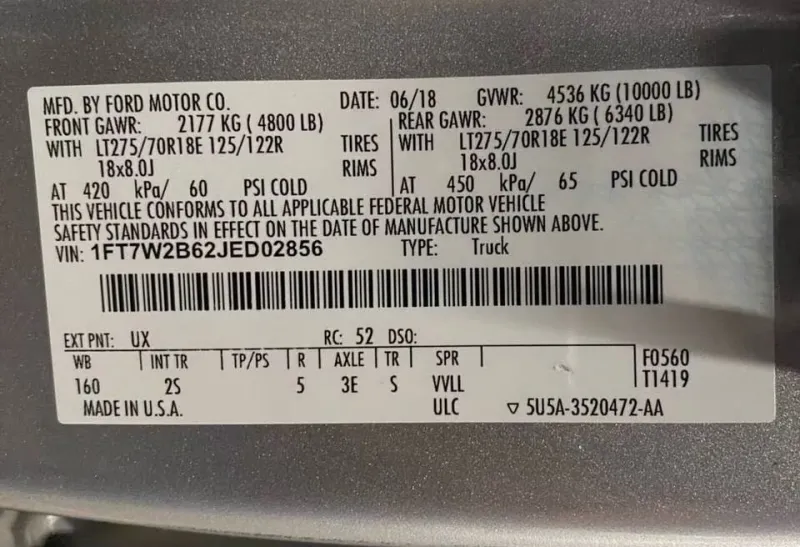 MFD. BY FORD MOTOR CO. DATE: 06/18 GVWR: 4536 KG (10000 LB)
FRONT GAWR: 2177 KG ( 4800 LB) REAR GAWR: 2876 KG ( 6340 LB)
WITH LT275/70R18E 125/122R TIRES WITH LT275/70R18E 125/122R TIRES
18x8.0J RIMS 18x8.0J RIMS
AT 420 kPa/ 60 PSI COLD AT 450 kPa/ 65 PSI COLD
THIS VEHICLE CONFORMS TO ALL APPLICABLE FEDERAL MOTOR VEHICLE
SAFETY STANDARDS IN EFFECT ON THE DATE OF MANUFACTURE SHOWN ABOVE.
VIN: 1FT7W2B62JED02856 TYPE: Truck
EXT PNT: UX RC: 52 DSO:
WB INT TR TP/PS R AXLE TR SPR F0560
160 2S 5 3E S VVLL T1419
MADE IN U.S.A. ULC ▽ 5U5A-3520472-AA